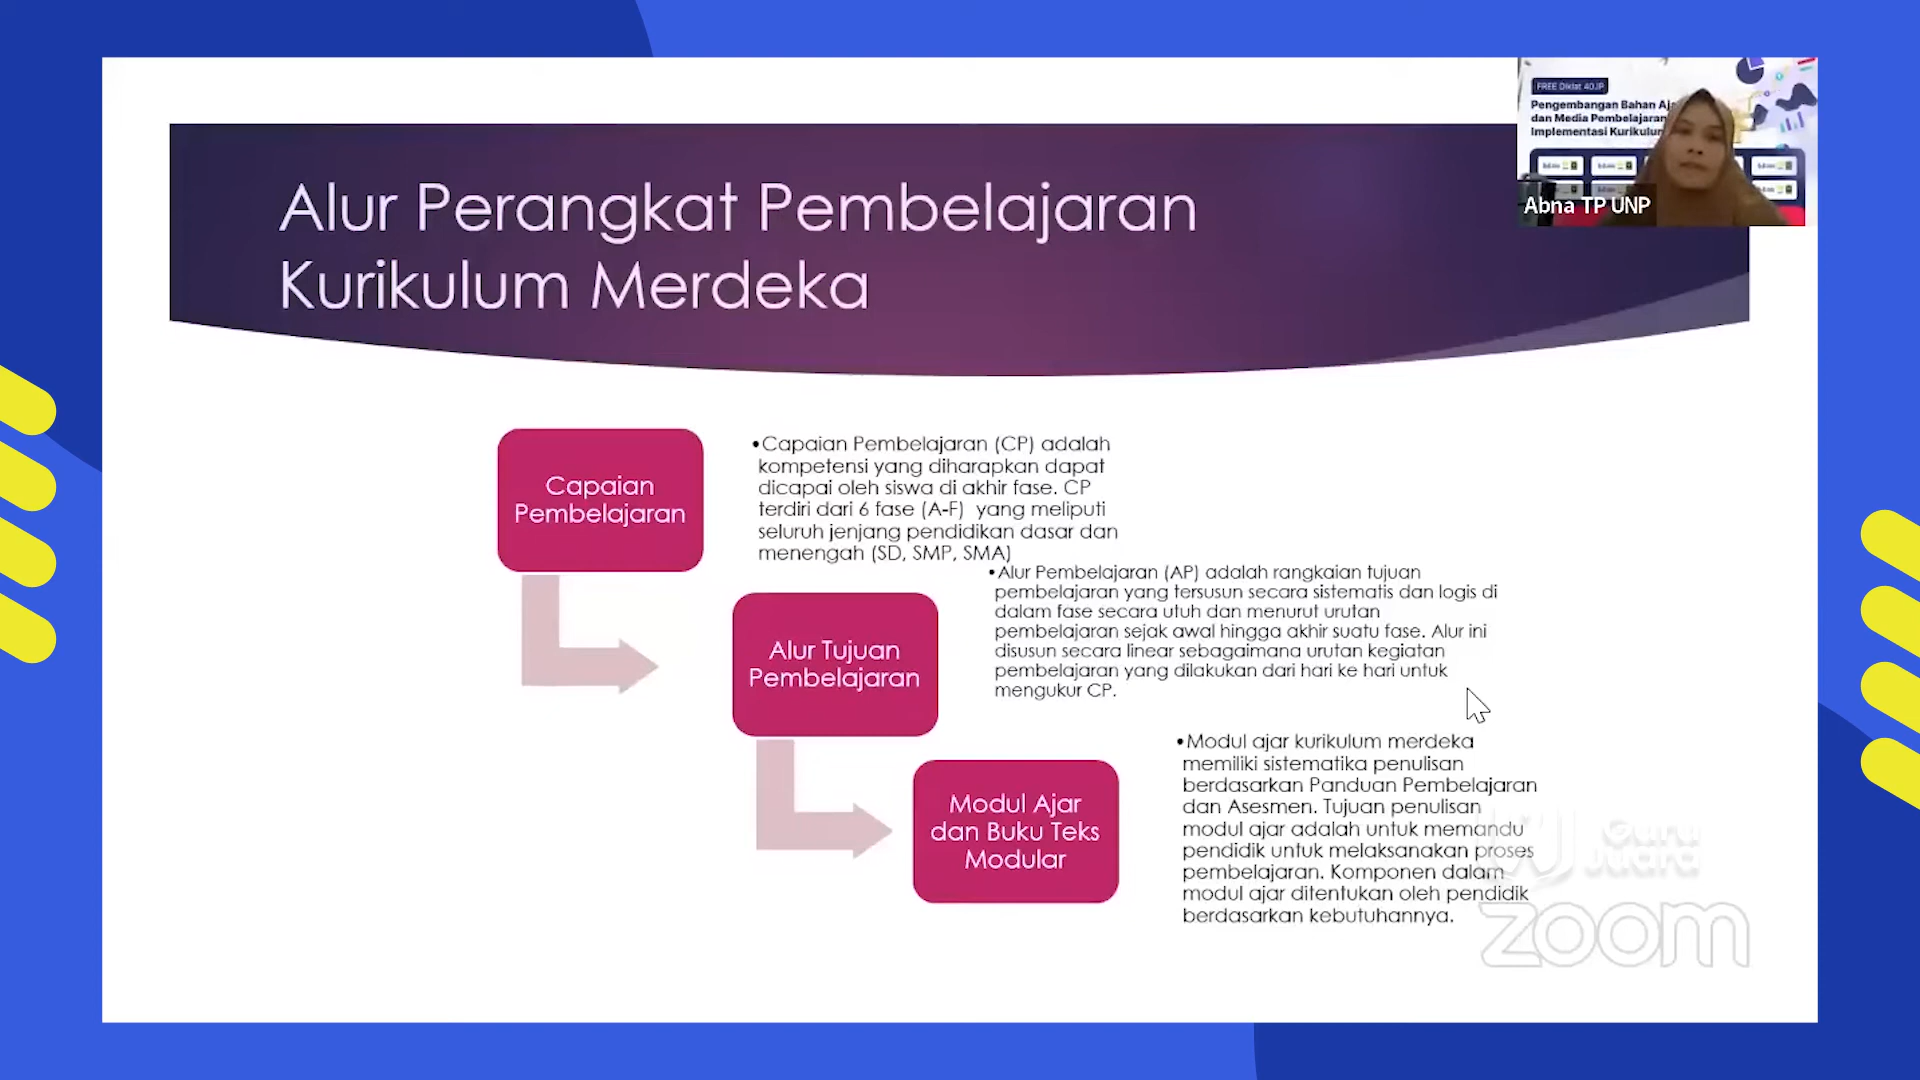 FREE Diklat 40JP
Pengembangan Bahan
dan Media Pembelajaran
Implementasi
Abna TP UNP
Alur Perangkat Pembelajaran
Kurikulum Merdeka
Capaian
Pembelajaran
•Capaian Pembelajaran (CP) adalah
kompetensi yang diharapkan dapat
dicapai oleh siswa di akhir fase. CP
terdiri dari 6 fase (A-F) yang meliputi
seluruh jenjang pendidikan dasar dan
menengah (SD, SMP, SMA)
Alur Tujuan
Pembelajaran
•Alur Pembelajaran (AP) adalah rangkaian tujuan
pembelajaran yang tersusun secara sistematis dan logis di
dalam fase secara utuh dan menurut urutan
pembelajaran sejak awal hingga akhir suatu fase. Alur ini
disusun secara linear sebagaimana urutan kegiatan
pembelajaran yang dilakukan dari hari ke hari untuk
mengukur CP.
Modul Ajar
dan Buku Teks
Modular
•Modul ajar kurikulum merdeka
memiliki sistematika penulisan
berdasarkan Panduan Pembelajaran
dan Asesmen. Tujuan penulisan
modul ajar adalah untuk memandu
pendidik untuk melaksanakan proses
pembelajaran. Komponen dalam
modul ajar ditentukan oleh pendidik
berdasarkan kebutuhannya.
Guru
Juara
zoom